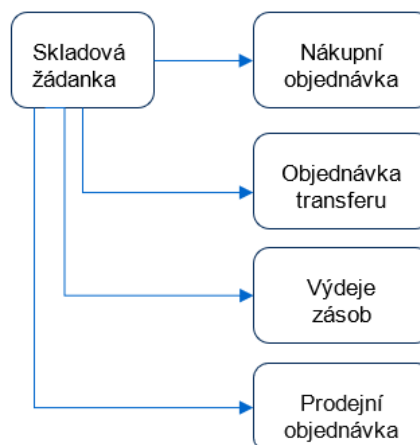 Skladová
žádanka
Nákupní
objednávka
Objednávka
transferu
Výdeje
zásob
Prodejní
objednávka